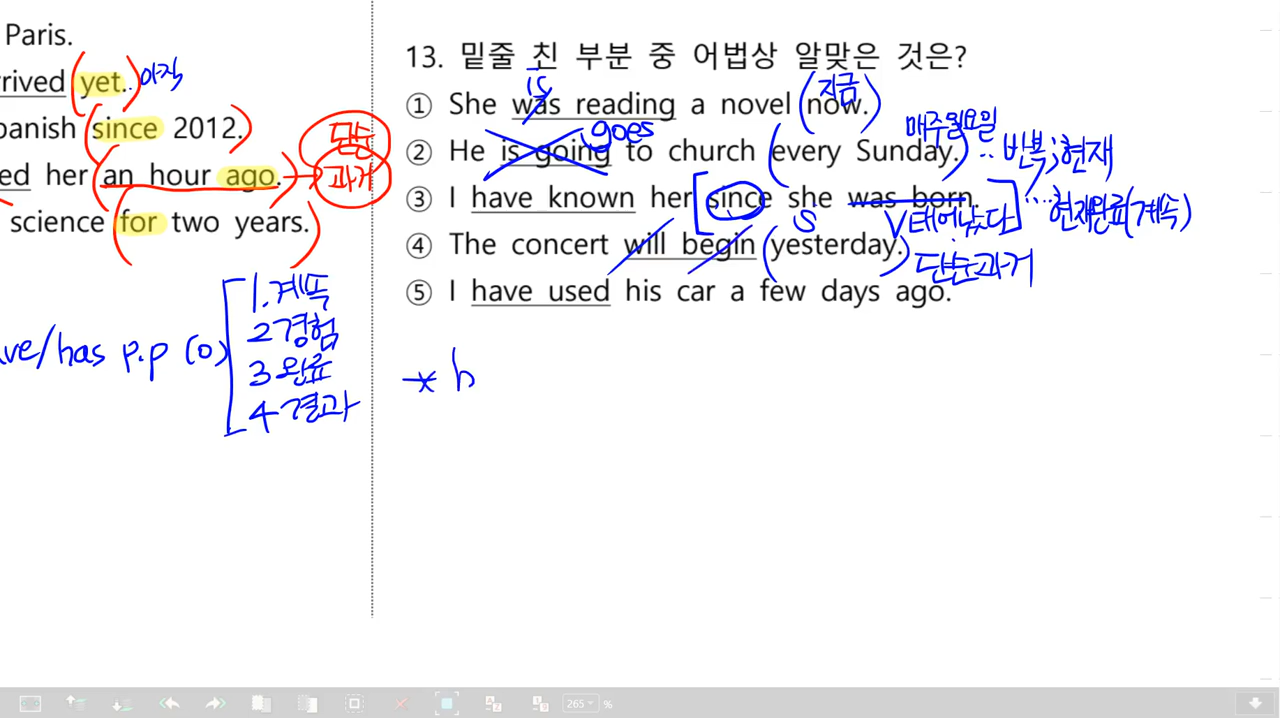 Paris.
rrived yet. 아직
panish since 2012.
단순
ed her an hour ago. 과거
science for two years.
1. 계속
2 경험
ve/has p.p (o)
3 완료
4 결과
13. 밑줄 친 부분 중 어법상 알맞은 것은?
is 지금
① She was reading a novel now.
goes 매주일요일
② He is going to church every Sunday. 반복;현재
③ I have known her since she was born. 현재완료(계속)
S V 태어났다
④ The concert will begin yesterday. 단순과거
⑤ I have used his car a few days ago.
* h
265 %